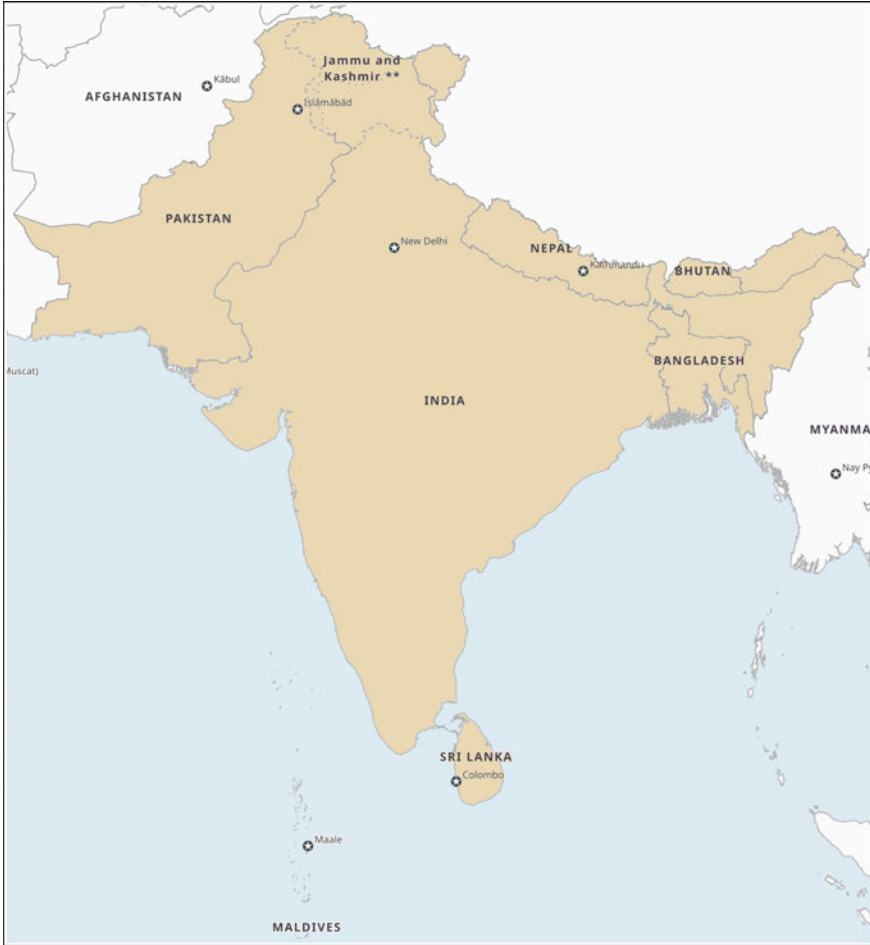 Jammu and
Kashmir **
Kābul
AFGHANISTAN
Islāmābād
PAKISTAN
New Delhi
NEPAL
Kathmandu
BHUTAN
BANGLADESH
Muscat)
INDIA
MYANMA
Nay Py
SRI LANKA
Colombo
Maale
MALDIVES